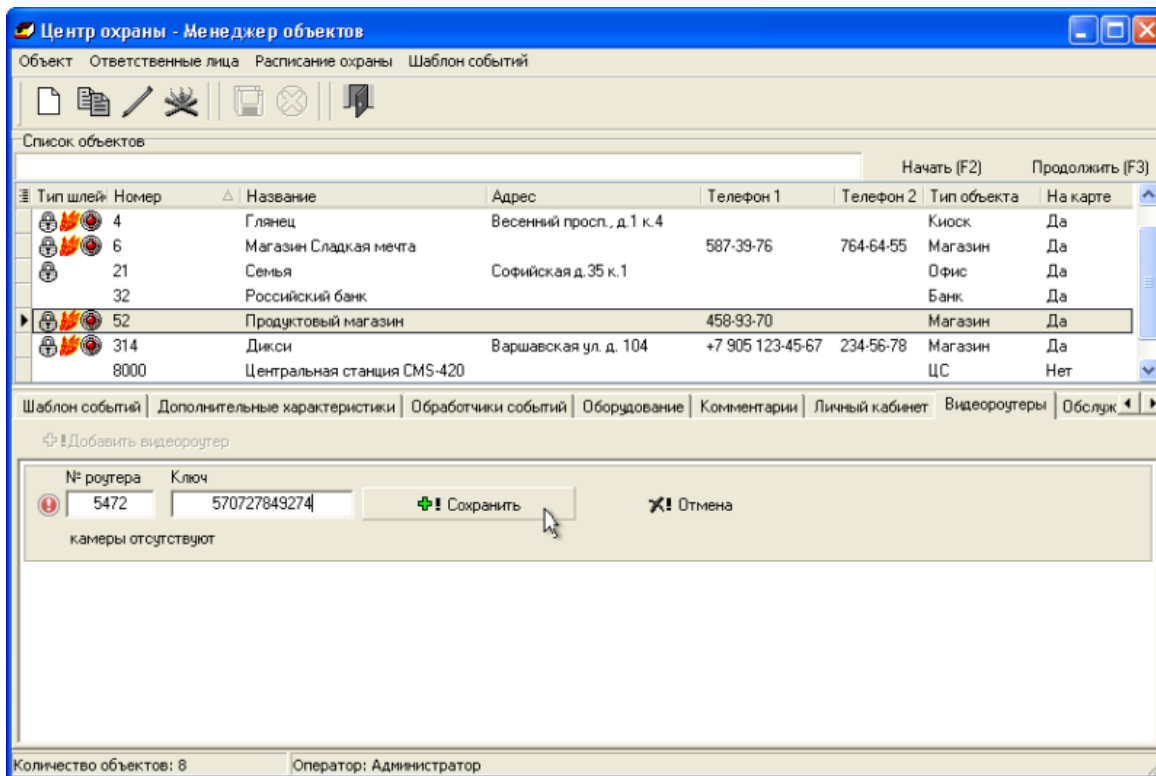 Центр охраны - Менеджер объектов
Объект Ответственные лица Расписание охраны Шаблон событий
Список объектов
Начать (F2) Продолжить (F3)
Тип шлей Номер Название Адрес Телефон 1 Телефон 2 Тип объекта На карте
4 Глянец Весенний просп., д.1 к.4 Киоск Да
6 Магазин Сладкая мечта 587-39-76 764-64-55 Магазин Да
21 Семья Софийская д.35 к.1 Офис Да
32 Российский банк Банк Да
52 Продуктовый магазин 458-93-70 Магазин Да
314 Дикси Варшавская ул. д. 104 +7 905 123-45-67 234-56-78 Магазин Да
8000 Центральная станция CMS-420 ЦС Нет
Шаблон событий Дополнительные характеристики Обработчики событий Оборудование Комментарии Личный кабинет Видеороутеры Обслуж
Добавить видеороутер
№ роутера Ключ
5472 570727849274 Сохранить Отмена
камеры отсутствуют
Количество объектов: 8 Оператор: Администратор